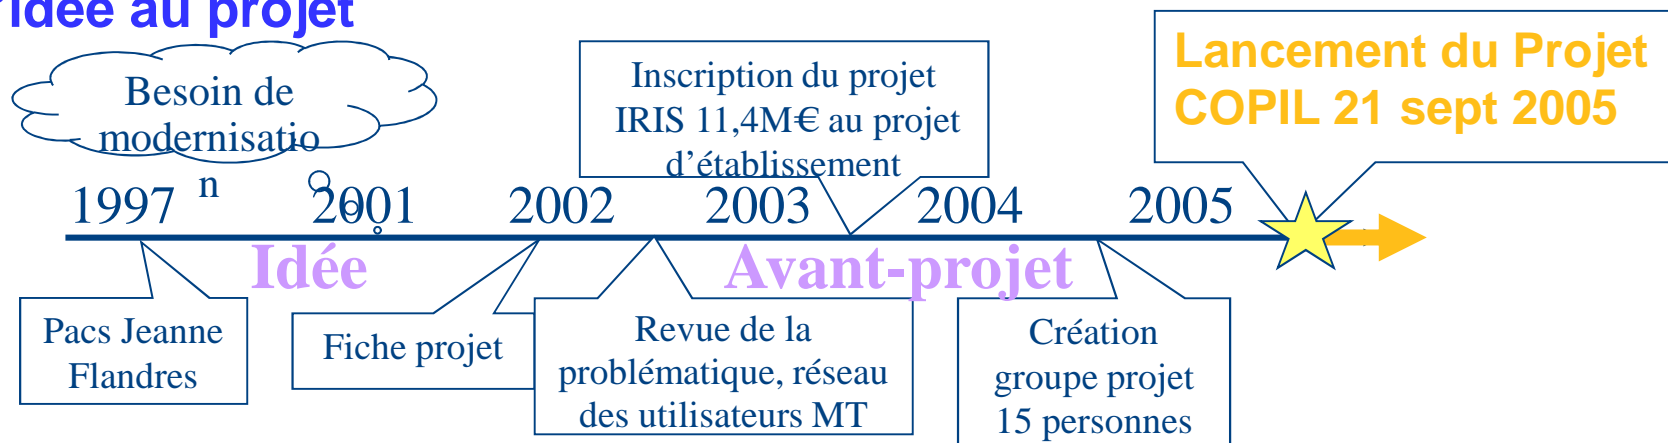 'idée au projet
Besoin de
modernisatio
n
Inscription du projet
IRIS 11,4M€ au projet
d’établissement
Lancement du Projet
COPIL 21 sept 2005
1997 2001 2002 2003 2004 2005
Idée Avant-projet
Pacs Jeanne
Flandres
Fiche projet
Revue de la
problématique, réseau
des utilisateurs MT
Création
groupe projet
15 personnes